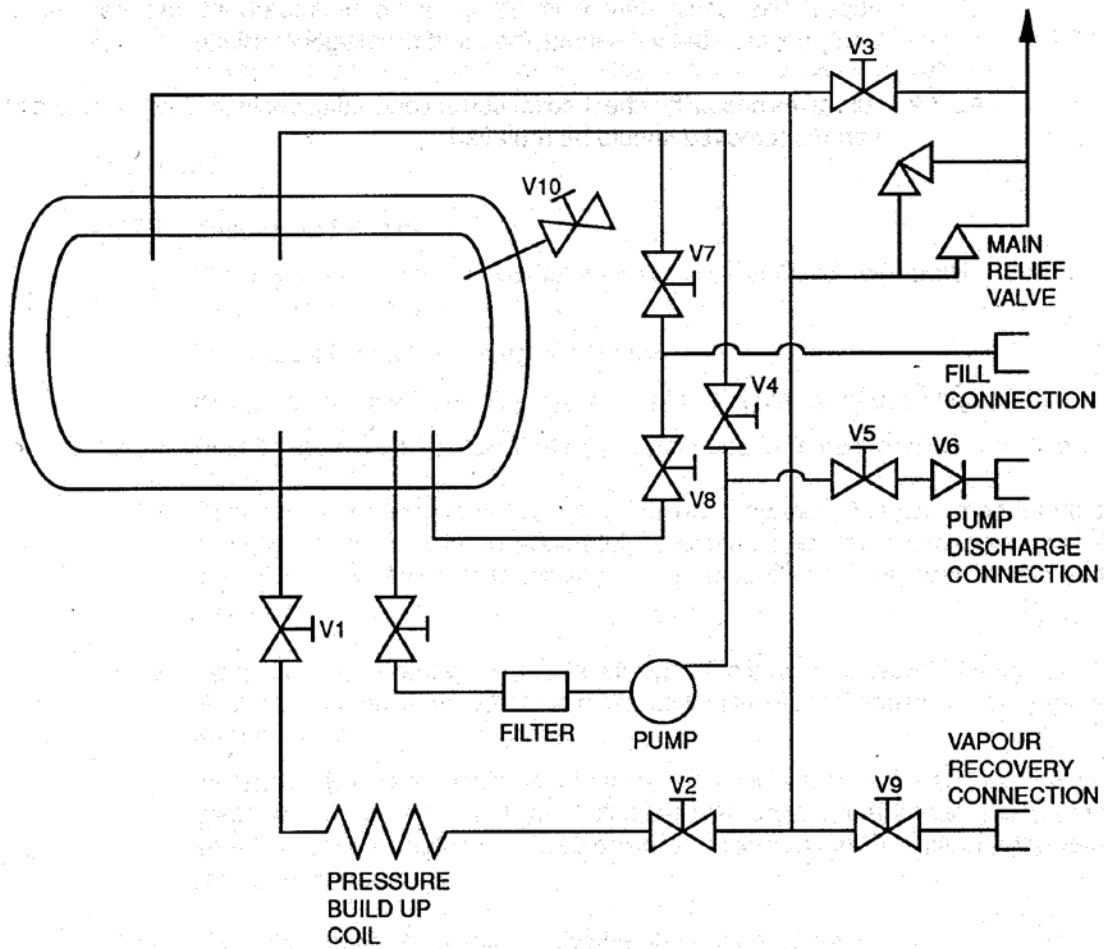 V3
V10
V7
MAIN
RELIEF
VALVE
FILL
CONNECTION
V4
V5
V6
V8
PUMP
DISCHARGE
CONNECTION
V1
FILTER
PUMP
VAPOUR
RECOVERY
CONNECTION
V2
V9
PRESSURE
BUILD UP
COIL